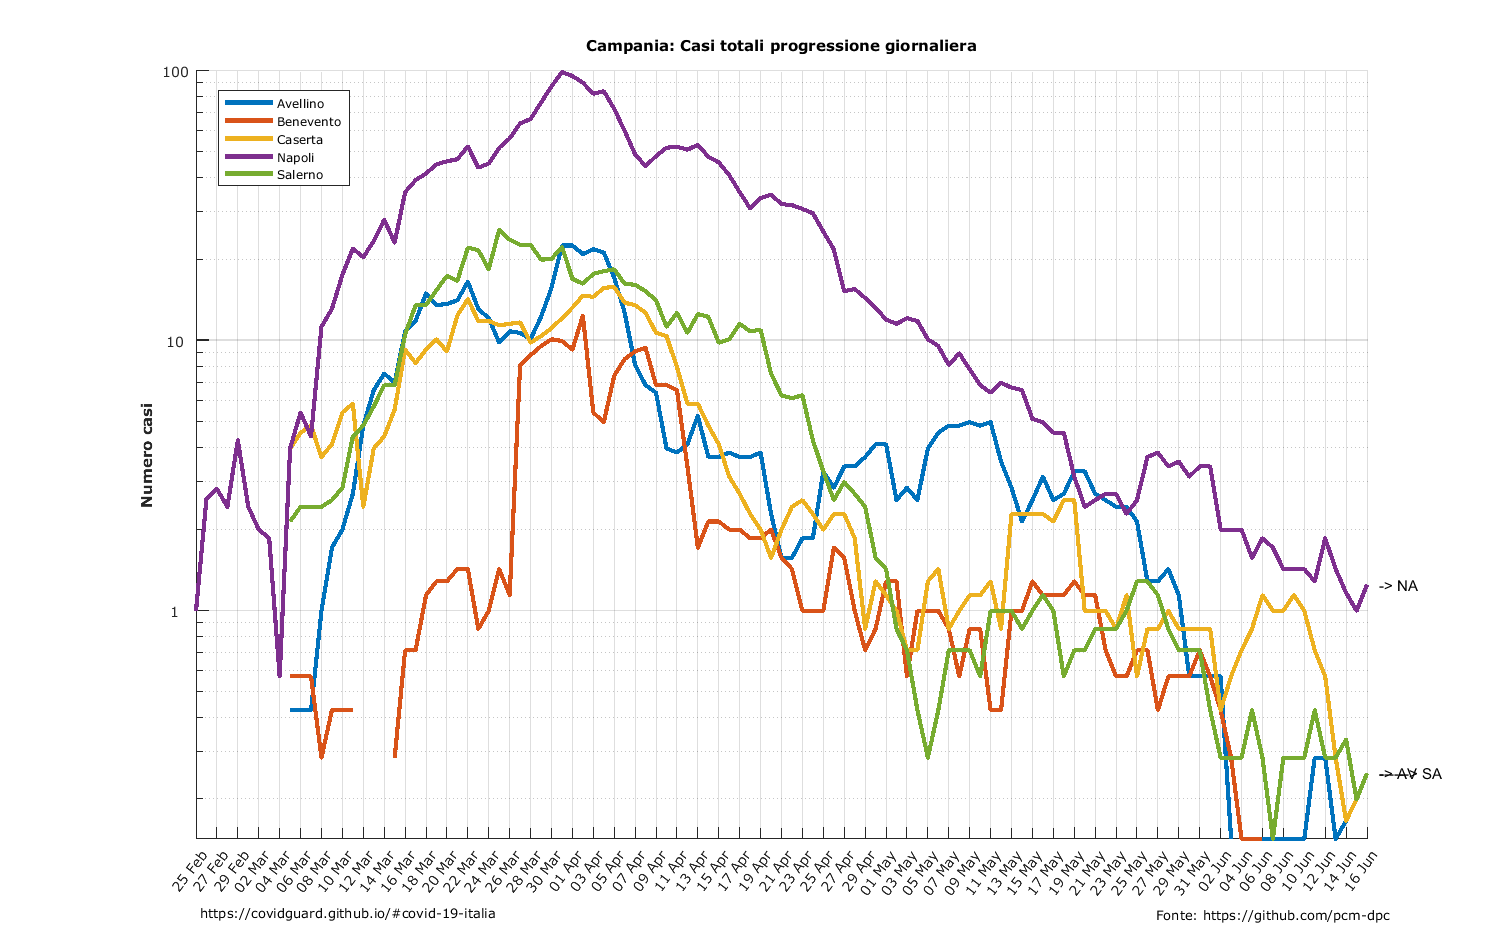 Campania: Casi totali progressione giornaliera
100
10
1
Numero casi
Avellino
Benevento
Caserta
Napoli
Salerno
-> NA
-> SA
25 Feb
27 Feb
29 Feb
02 Mar
04 Mar
06 Mar
08 Mar
10 Mar
12 Mar
14 Mar
16 Mar
18 Mar
20 Mar
22 Mar
24 Mar
26 Mar
28 Mar
30 Mar
01 Apr
03 Apr
05 Apr
07 Apr
09 Apr
11 Apr
13 Apr
15 Apr
17 Apr
19 Apr
21 Apr
23 Apr
25 Apr
27 Apr
29 Apr
01 May
03 May
05 May
07 May
09 May
11 May
13 May
15 May
17 May
19 May
21 May
23 May
25 May
27 May
29 May
31 May
02 Jun
04 Jun
06 Jun
08 Jun
10 Jun
12 Jun
14 Jun
16 Jun
https://covidguard.github.io/#covid-19-italia
Fonte: https://github.com/pcm-dpc